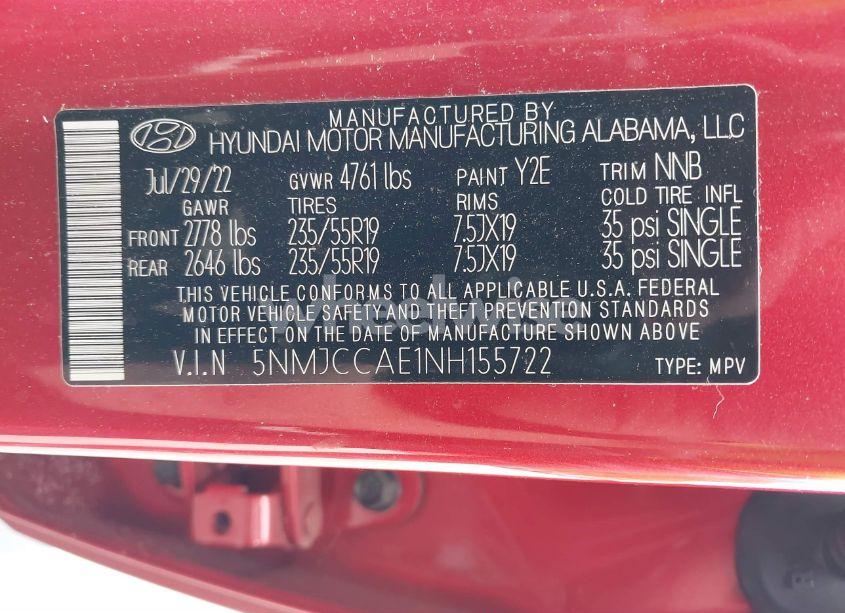 MANUFACTURED BY
HYUNDAI MOTOR MANUFACTURING ALABAMA, LLC
Jul/29/22 GVWR 4761 lbs PAINT Y2E TRIM NNB
GAWR TIRES RIMS COLD TIRE INFL
FRONT 2778 lbs 235/55R19 7.5JX19 35 psi SINGLE
REAR 2646 lbs 235/55R19 7.5JX19 35 psi SINGLE
THIS VEHICLE CONFORMS TO ALL APPLICABLE U.S.A. FEDERAL
MOTOR VEHICLE SAFETY AND THEFT PREVENTION STANDARDS
IN EFFECT ON THE DATE OF MANUFACTURE SHOWN ABOVE
V.I.N 5NMJCCAE1NH155722 TYPE: MPV